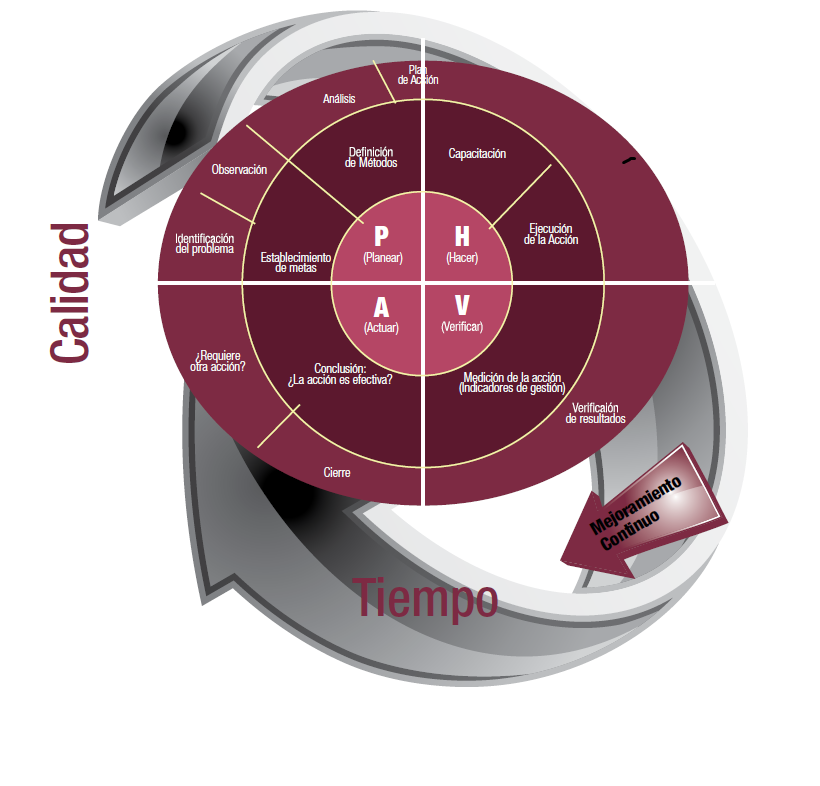 Plan
de Acción
Análisis
Definición
de Métodos
Capacitación
Observación
Identificación
del problema
Establecimiento
de metas
P
(Planear)
H
(Hacer)
Ejecución
de la Acción
Calidad
A
(Actuar)
V
(Verificar)
¿Requiere
otra acción?
Conclusión:
¿La acción es efectiva?
Medición de la acción
(Indicadores de gestión)
Verificalón
de resultados
Cierre
Mejoramiento
Continuo
Tiempo